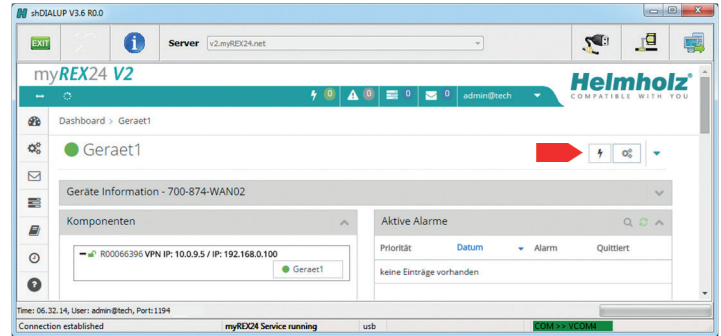 shDIALUP V3.6 R0.0
EXIT
Server v2.myREX24.net
myREX24 V2
Helmholz®
COMPATIBLE WITH YOU
0 0 0 0 admin@tech
Dashboard > Geraet1
Geraet1
Geräte Information - 700-874-WAN02
Komponenten
R00066396 VPN IP: 10.0.9.5 / IP: 192.168.0.100
Geraet1
Aktive Alarme
Priorität Datum Alarm Quittiert
keine Einträge vorhanden
Time: 06.32.14, User: admin@tech, Port:1194
Connection established myREX24 Service running usb COM >> VCOM4